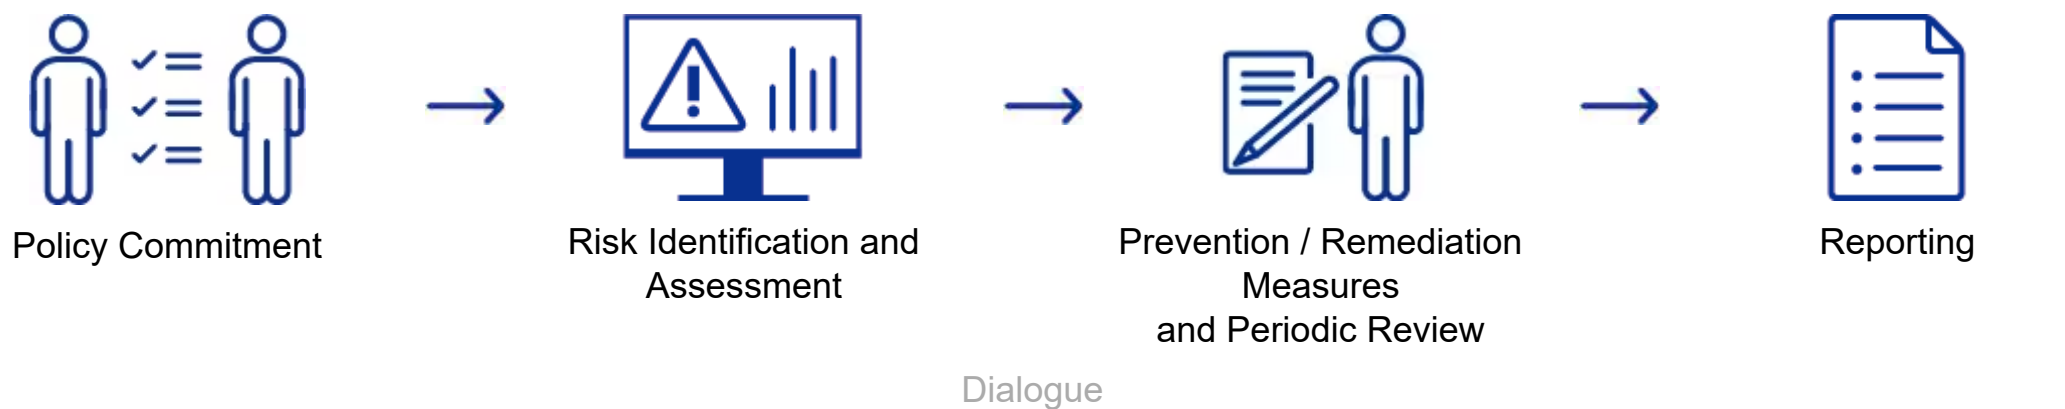 Policy Commitment
Risk Identification and
Assessment
Prevention / Remediation
Measures
and Periodic Review
Reporting
Dialogue